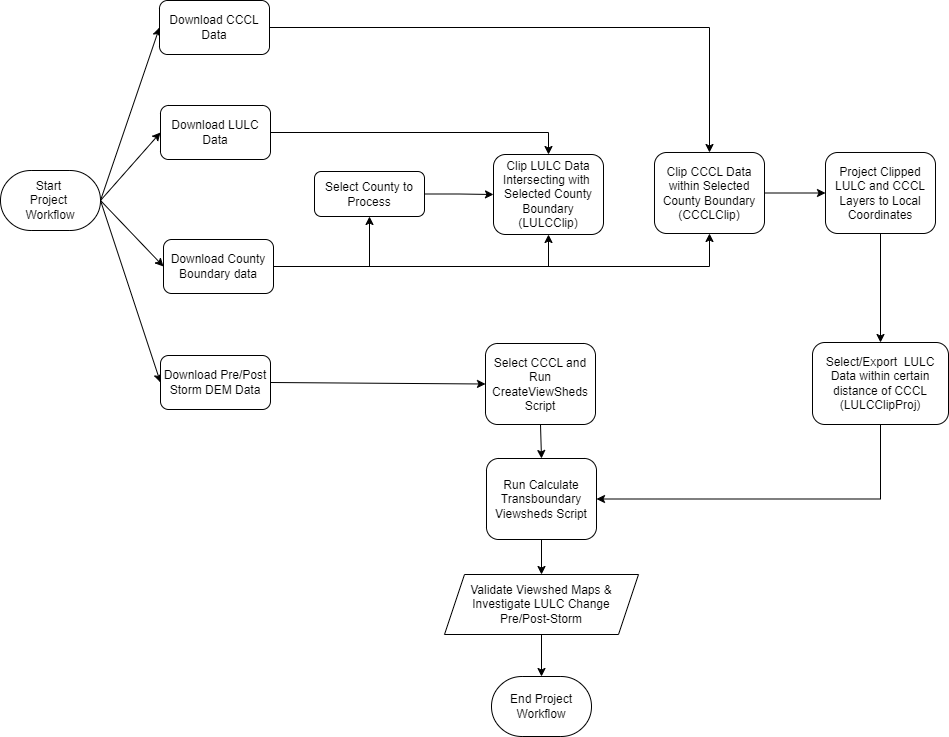 Download CCCL
Data
Download LULC
Data
Start
Project
Workflow
Select County to
Process
Clip LULC Data
Intersecting with
Selected County
Boundary
(LULCClip)
Clip CCCL Data
within Selected
County Boundary
(CCCLClip)
Project Clipped
LULC and CCCL
Layers to Local
Coordinates
Download County
Boundary data
Download Pre/Post
Storm DEM Data
Select CCCL and
Run
CreateViewSheds
Script
Select/Export LULC
Data within certain
distance of CCCL
(LULCClipProj)
Run Calculate
Transboundary
Viewsheds Script
Validate Viewshed Maps &
Investigate LULC Change
Pre/Post-Storm
End Project
Workflow